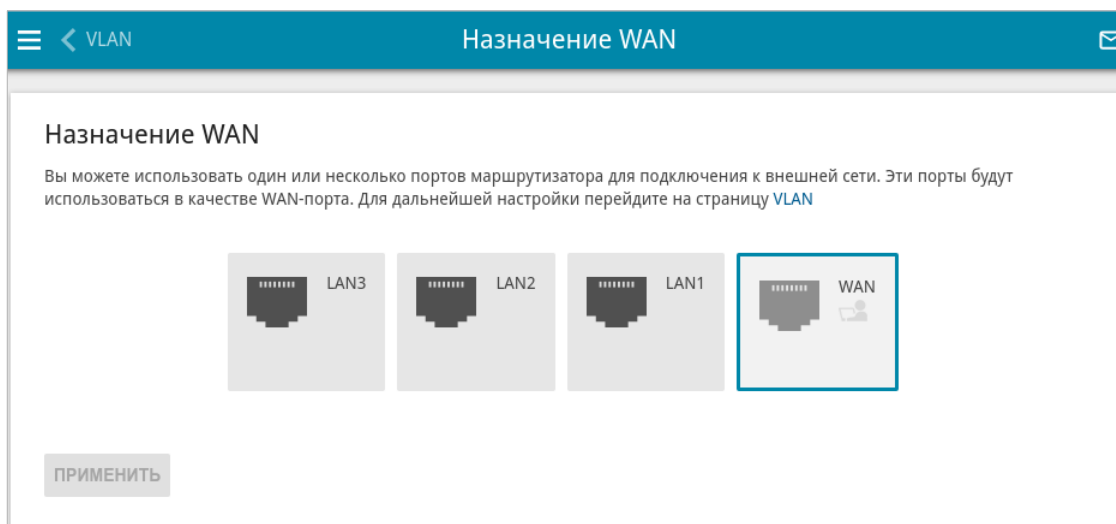 VLAN
Назначение WAN
Назначение WAN
Вы можете использовать один или несколько портов маршрутизатора для подключения к внешней сети. Эти порты будут
использоваться в качестве WAN-порта. Для дальнейшей настройки перейдите на страницу VLAN
LAN3
LAN2
LAN1
WAN
ПРИМЕНИТЬ